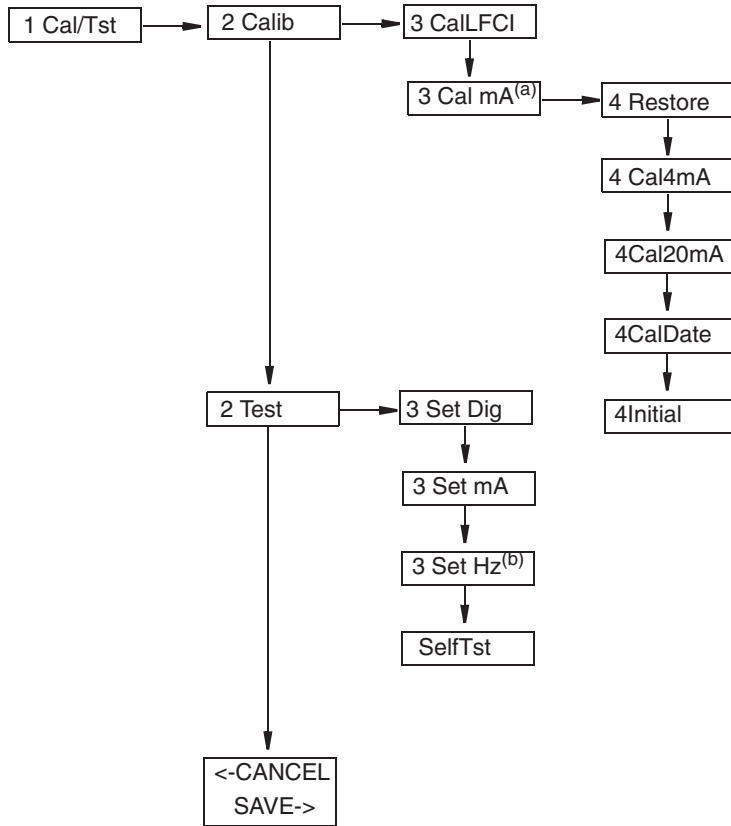 1 Cal/Tst
2 Calib
3 CalLFCI
3 Cal mA(a)
4 Restore
4 Cal4mA
4Cal20mA
4CalDate
4Initial
2 Test
3 Set Dig
3 Set mA
3 Set Hz(b)
SelfTst
<-CANCEL
SAVE->